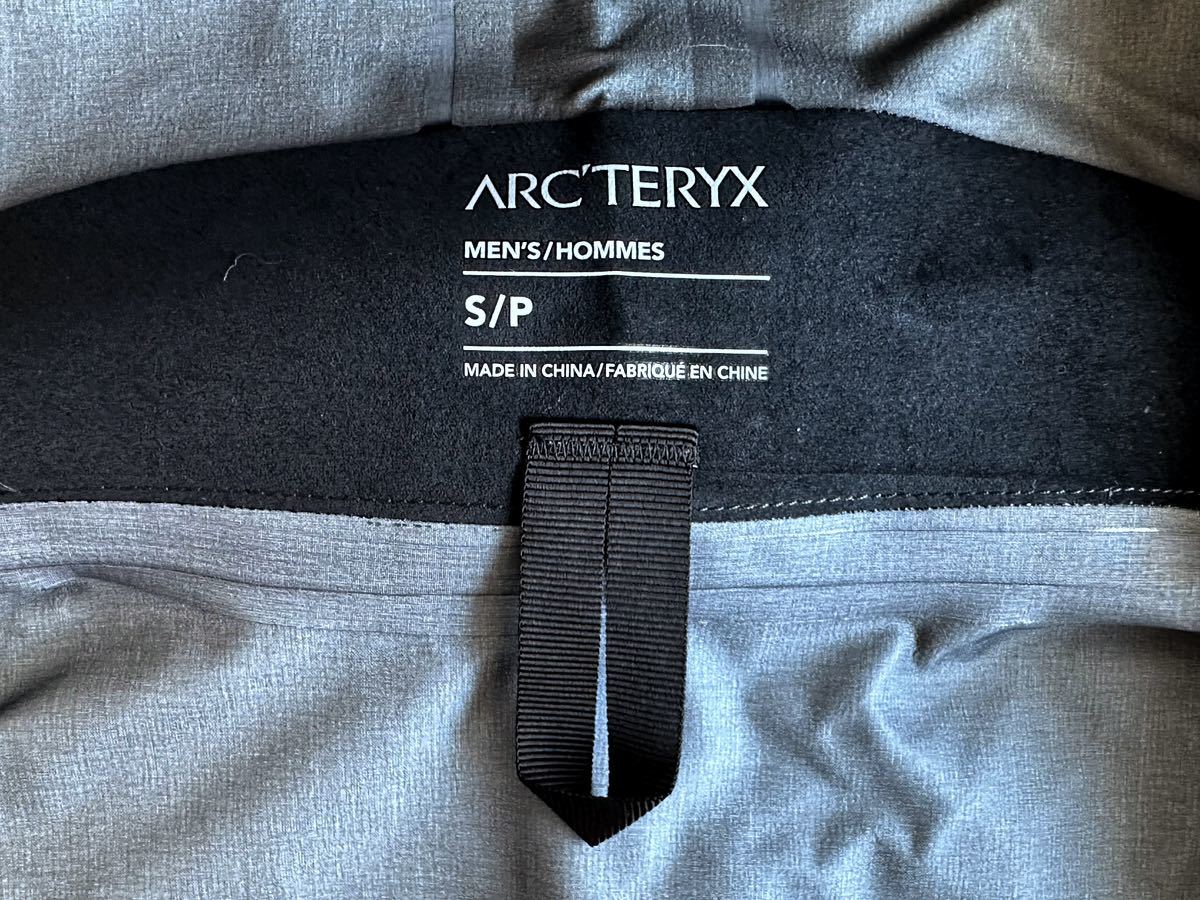 ARC'TERYX
MEN'S/HOMMES
S/P
MADE IN CHINA/FABRIQUÉ EN CHINE